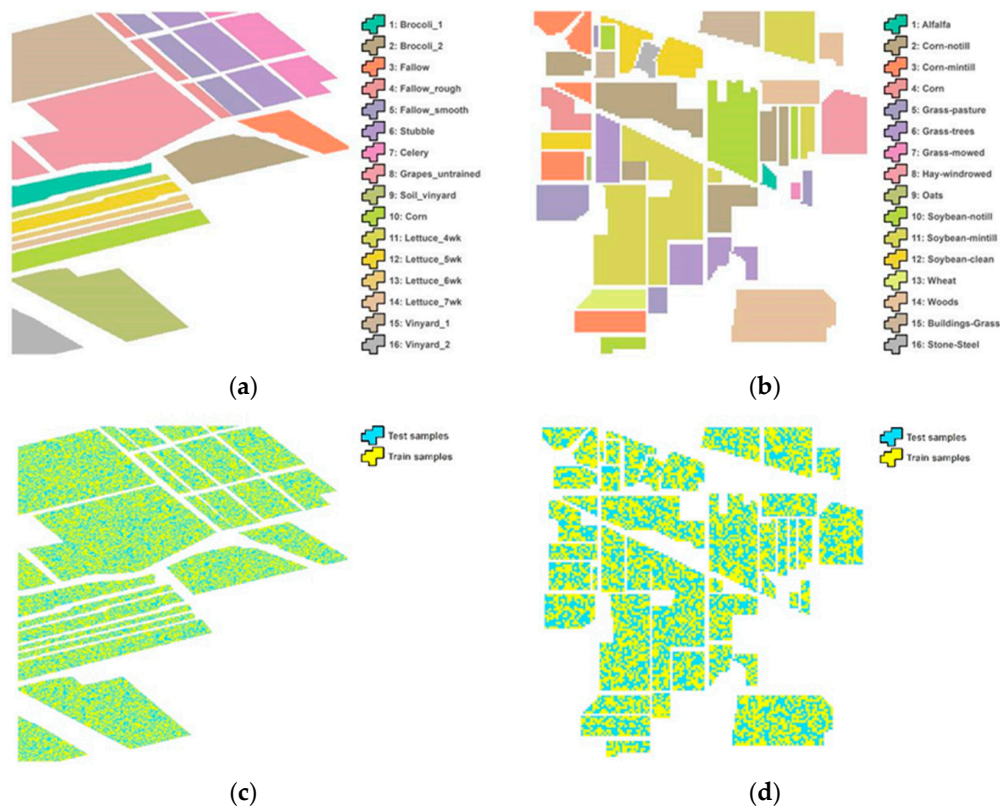 1: Brocoli_1
2: Brocoli_2
3: Fallow
4: Fallow_rough
5: Fallow_smooth
6: Stubble
7: Celery
8: Grapes_untrained
9: Soil_vinyard
10: Corn
11: Lettuce_4wk
12: Lettuce_5wk
13: Lettuce_6wk
14: Lettuce_7wk
15: Vinyard_1
16: Vinyard_2
(a)
1: Alfalfa
2: Corn-notill
3: Corn-mintill
4: Corn
5: Grass-pasture
6: Grass-trees
7: Grass-mowed
8: Hay-windrowed
9: Oats
10: Soybean-notill
11: Soybean-mintill
12: Soybean-clean
13: Wheat
14: Woods
15: Buildings-Grass
16: Stone-Steel
(b)
Test samples
Train samples
(c)
Test samples
Train samples
(d)